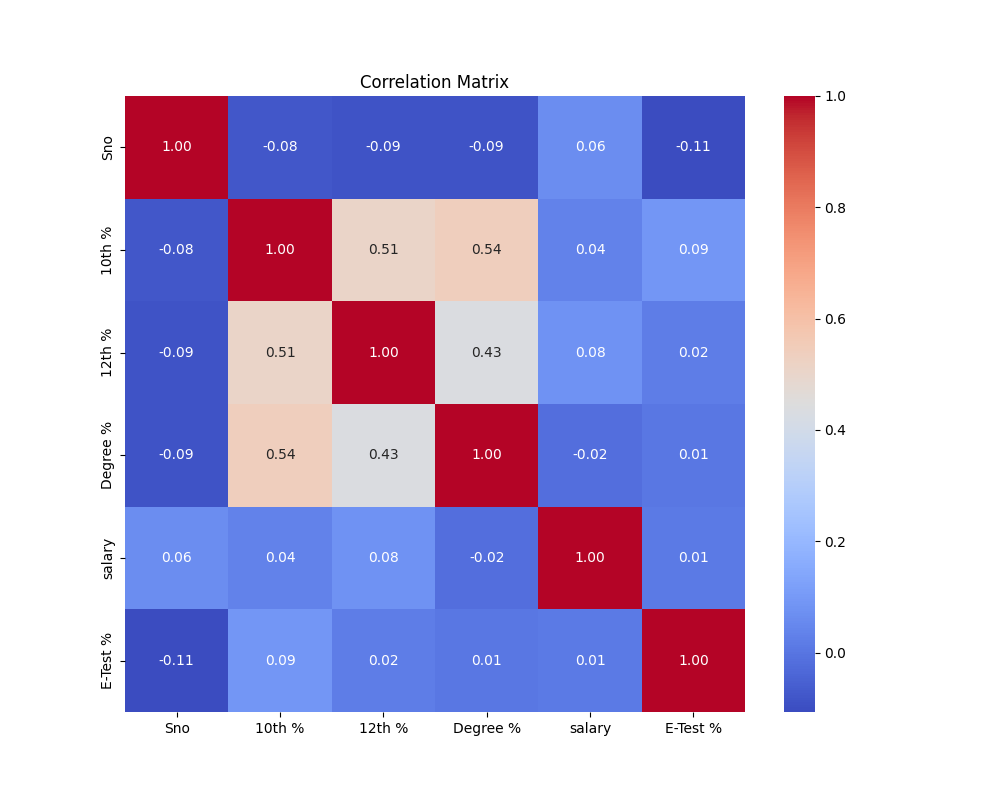 Correlation Matrix
Sno 1.00 -0.08 -0.09 -0.09 0.06 -0.11
10th % -0.08 1.00 0.51 0.54 0.04 0.09
12th % -0.09 0.51 1.00 0.43 0.08 0.02
Degree % -0.09 0.54 0.43 1.00 -0.02 0.01
salary 0.06 0.04 0.08 -0.02 1.00 0.01
E-Test % -0.11 0.09 0.02 0.01 0.01 1.00
Sno 10th % 12th % Degree % salary E-Test %
1.0
0.8
0.6
0.4
0.2
0.0